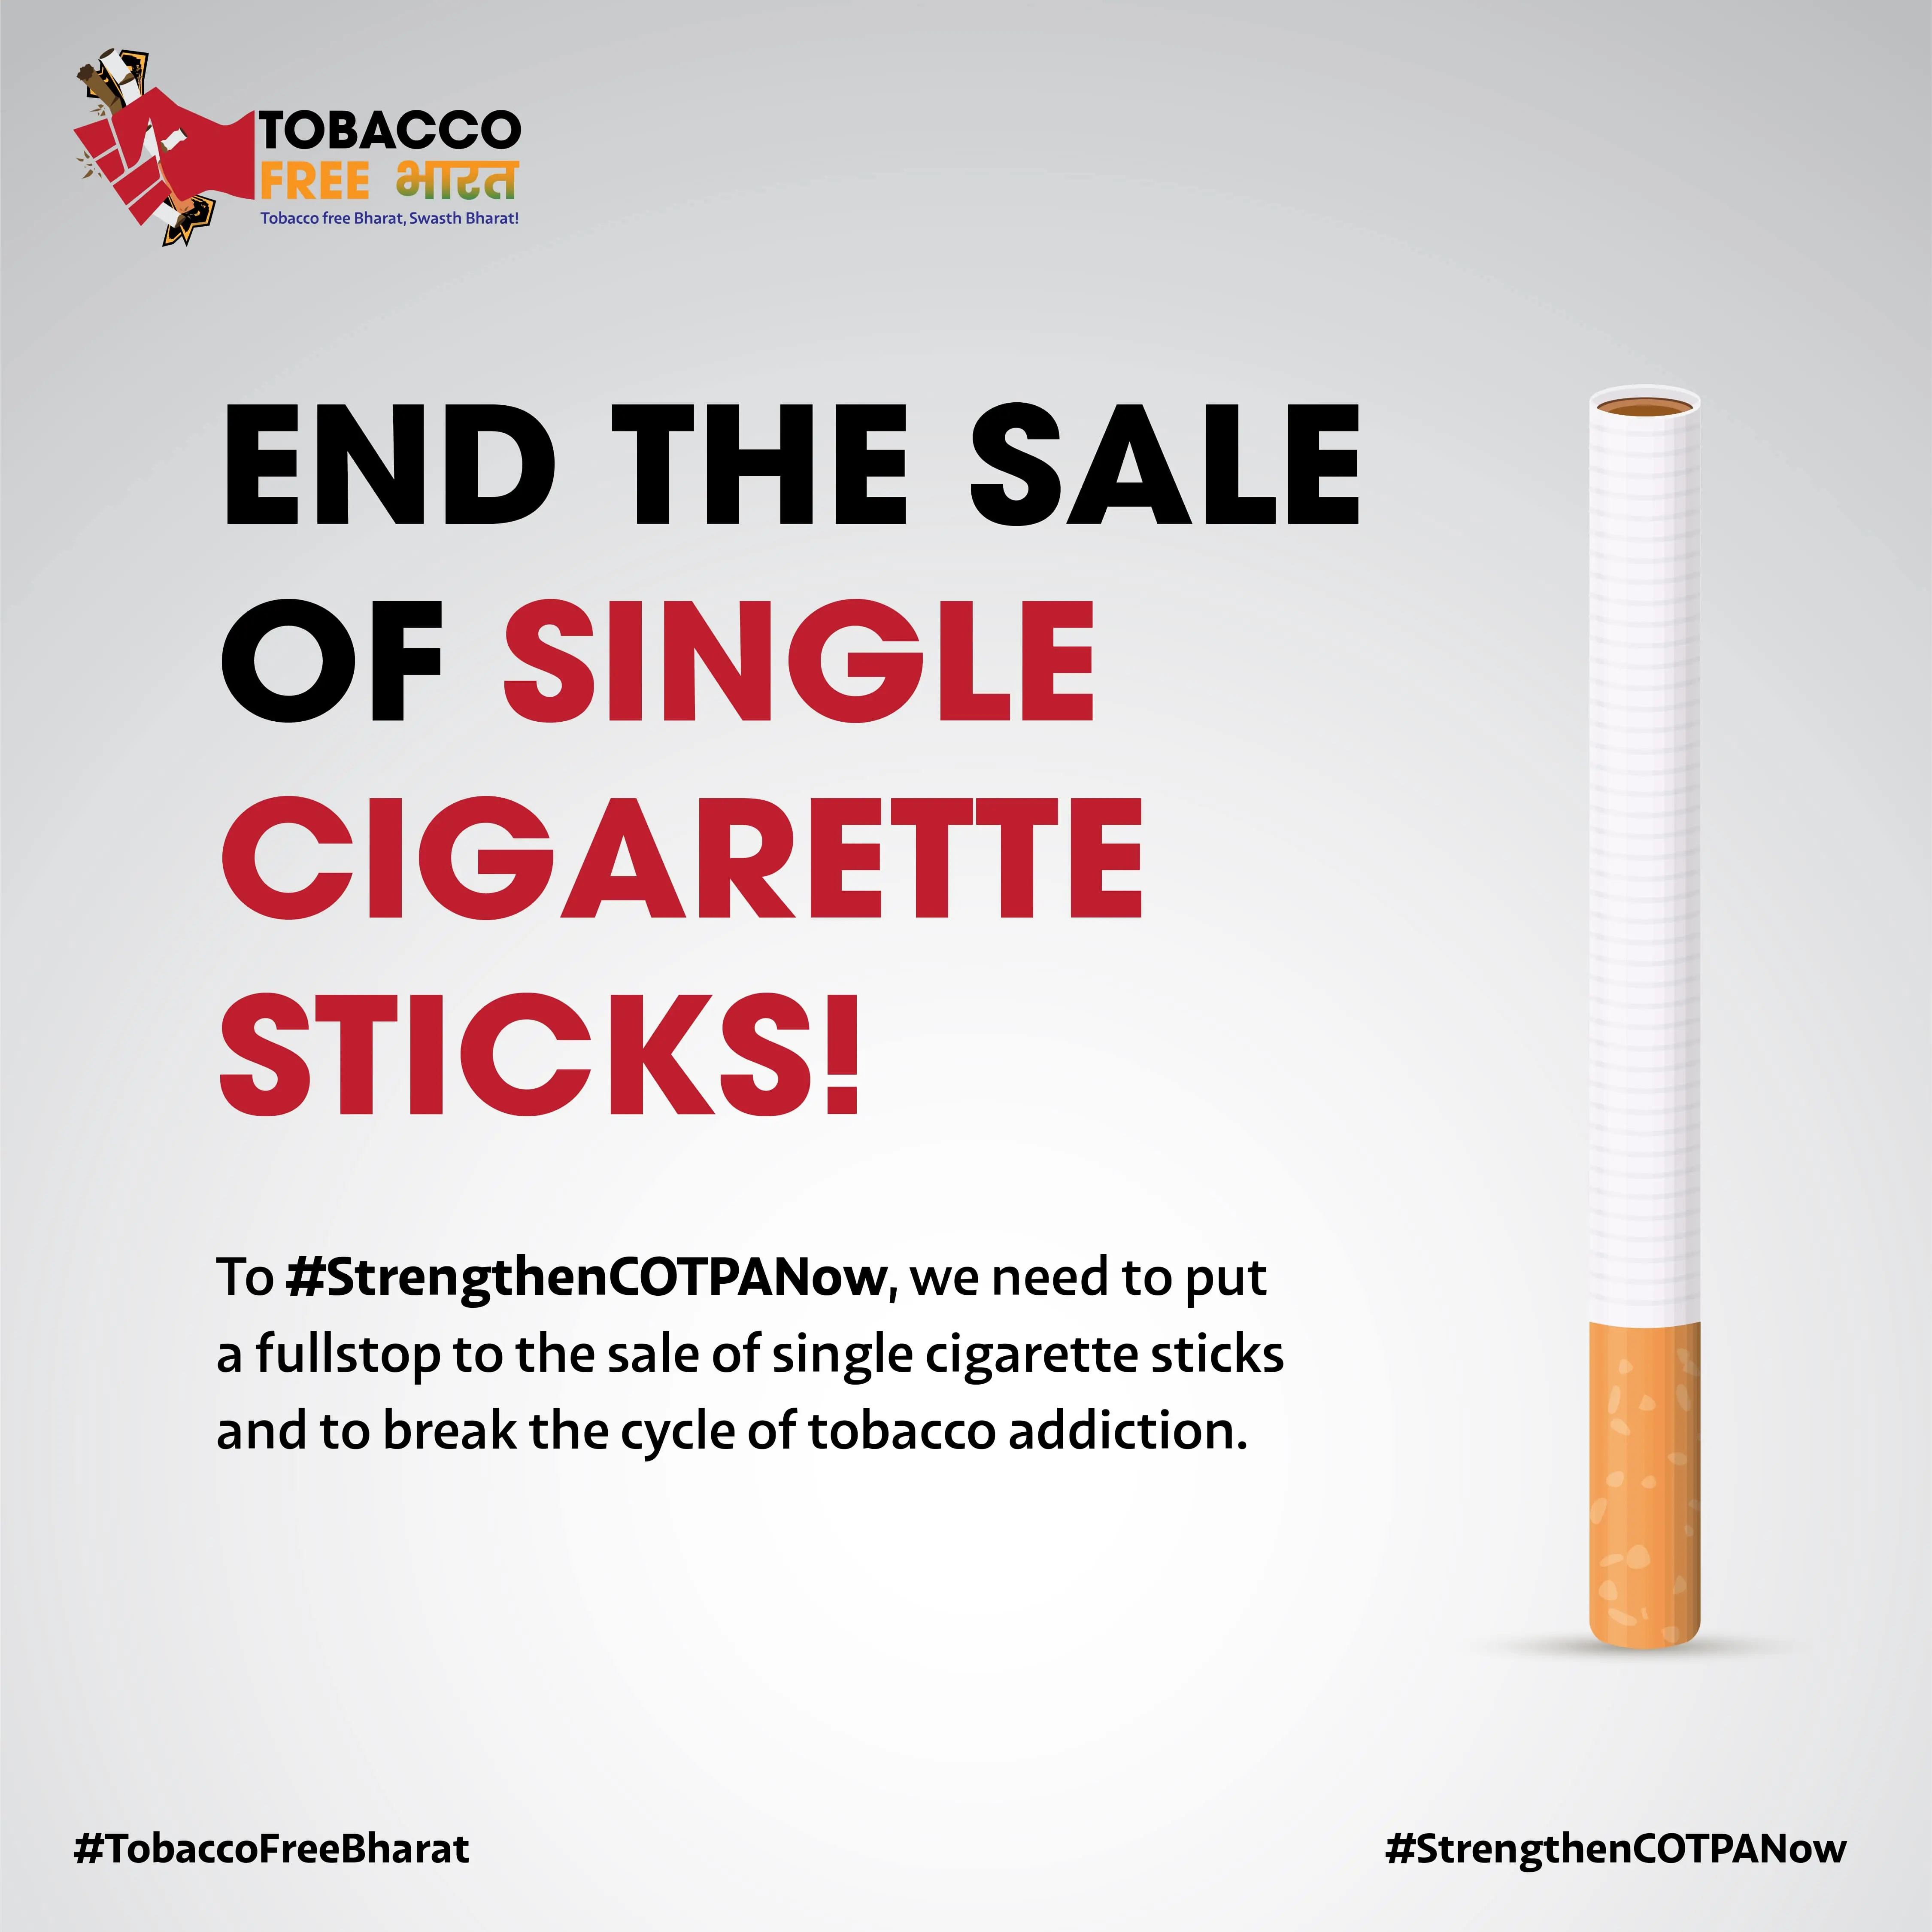 TOBACCO
FREE भारत
Tobacco free Bharat, Swasth Bharat!
END THE SALE
OF SINGLE
CIGARETTE
STICKS!
To #StrengthenCOTPANow, we need to put
a fullstop to the sale of single cigarette sticks
and to break the cycle of tobacco addiction.
#TobaccoFreeBharat
#StrengthenCOTPANow